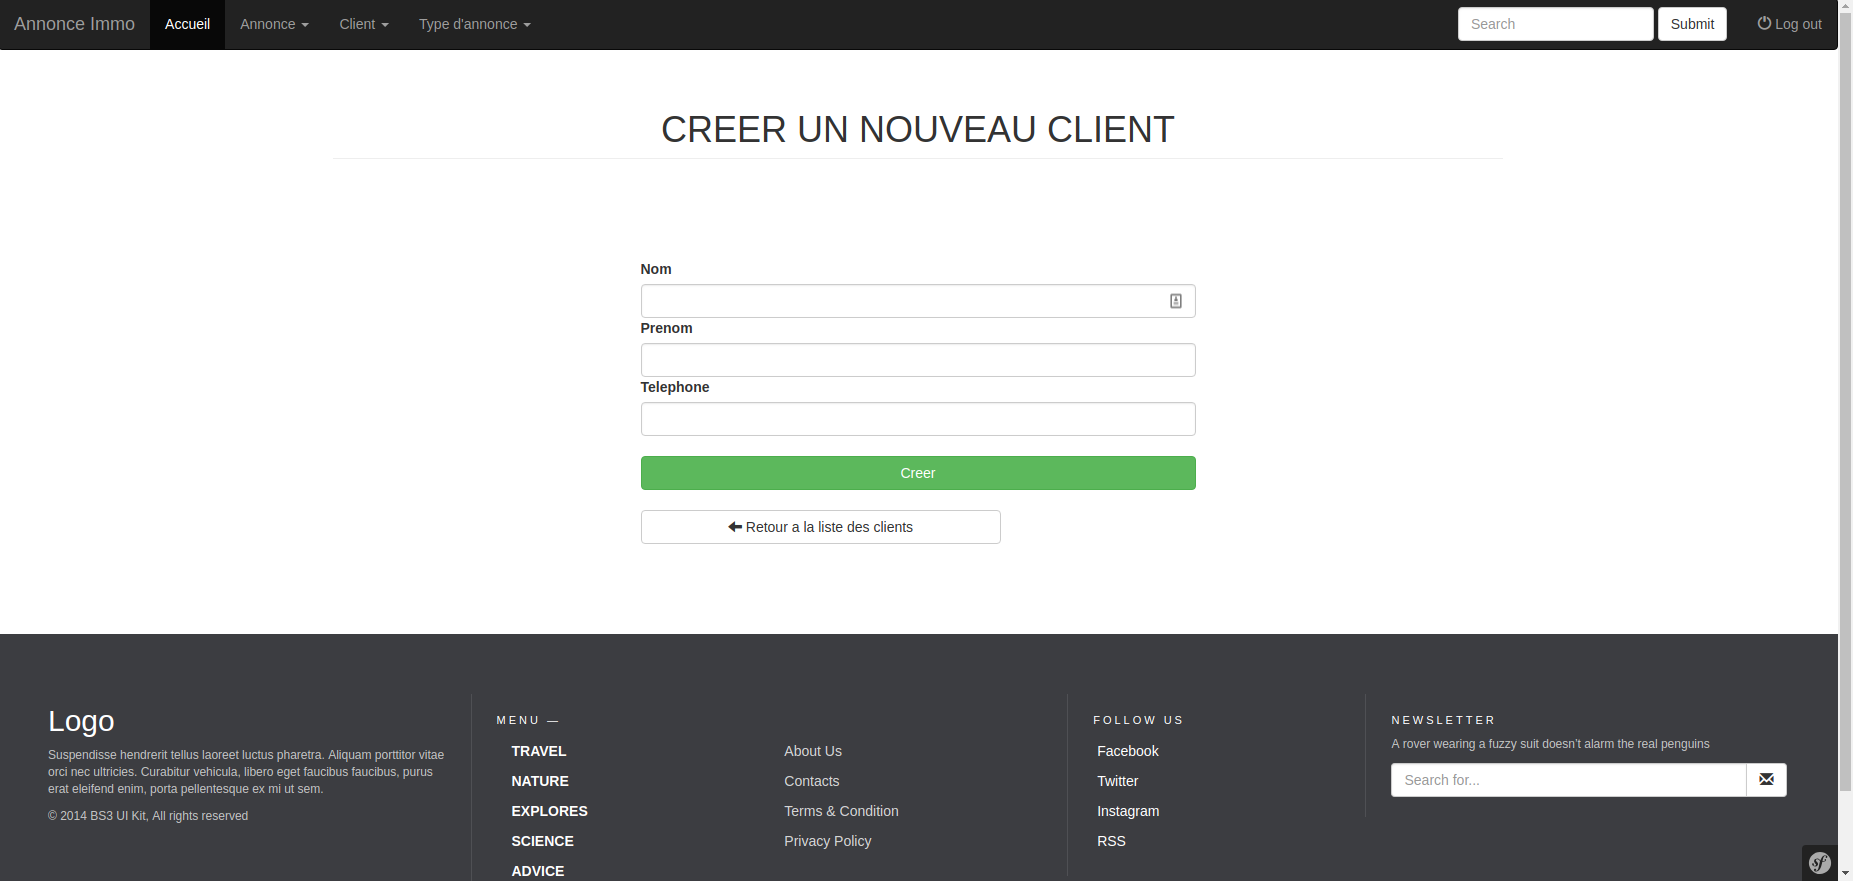 Annonce Immo
Accueil
Annonce
Client
Type d'annonce
Search
Submit
Log out
CREER UN NOUVEAU CLIENT
Nom
Prenom
Telephone
Creer
Retour a la liste des clients
Logo
Suspendisse hendrerit tellus laoreet luctus pharetra. Aliquam porttitor vitae
orci nec ultricies. Curabitur vehicula, libero eget faucibus faucibus, purus
erat eleifend enim, porta pellentesque ex mi ut sem.
© 2014 BS3 UI Kit, All rights reserved
MENU —
TRAVEL
NATURE
EXPLORES
SCIENCE
ADVICE
About Us
Contacts
Terms & Condition
Privacy Policy
FOLLOW US
Facebook
Twitter
Instagram
RSS
NEWSLETTER
A rover wearing a fuzzy suit doesn't alarm the real penguins
Search for...
sf